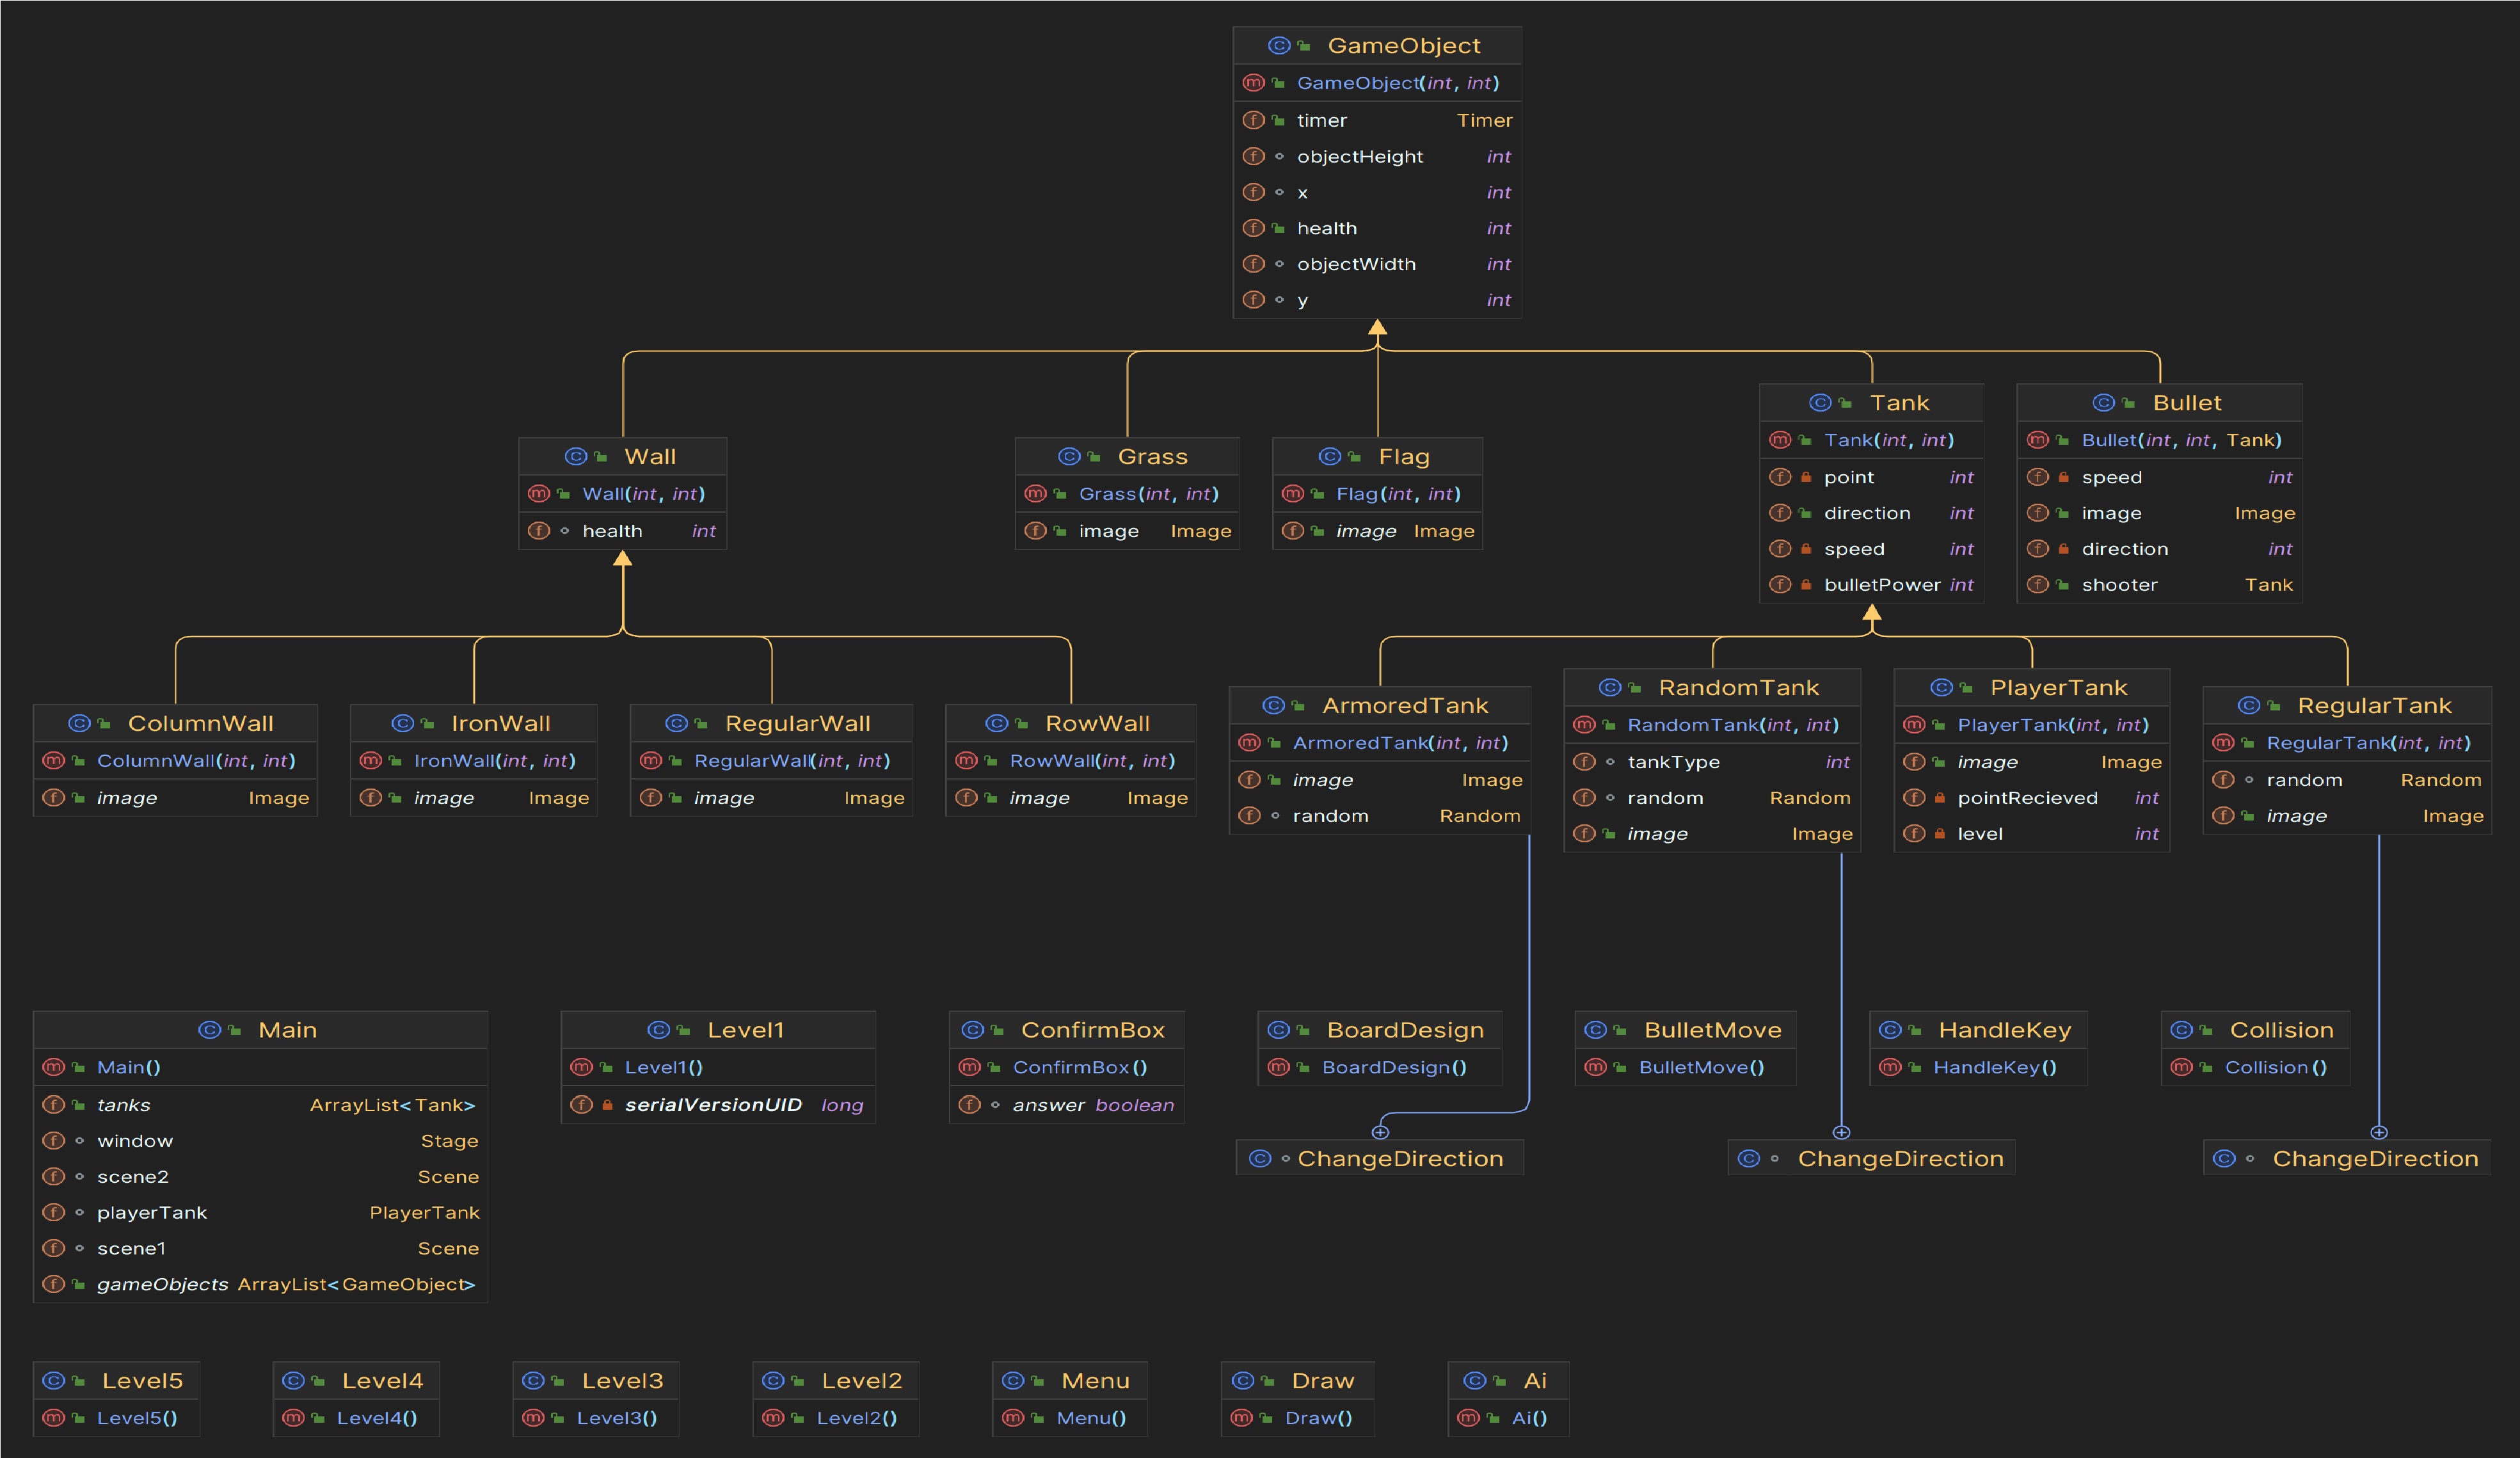 GameObject
GameObject(int, int)
timer Timer
objectHeight int
x int
health int
objectWidth int
y int
Wall
Wall(int, int)
health int
Grass
Grass(int, int)
image Image
Flag
Flag(int, int)
image Image
Tank
Tank(int, int)
point int
direction int
speed int
bulletPower int
Bullet
Bullet(int, int, Tank)
speed int
image Image
direction int
shooter Tank
ColumnWall
ColumnWall(int, int)
image Image
IronWall
IronWall(int, int)
image Image
RegularWall
RegularWall(int, int)
image Image
RowWall
RowWall(int, int)
image Image
ArmoredTank
ArmoredTank(int, int)
image Image
random Random
RandomTank
RandomTank(int, int)
tankType int
random Random
image Image
PlayerTank
PlayerTank(int, int)
image Image
pointRecieved int
level int
RegularTank
RegularTank(int, int)
random Random
image Image
Main
Main()
tanks ArrayList<Tank>
window Stage
scene2 Scene
playerTank PlayerTank
scene1 Scene
gameObjects ArrayList<GameObject>
Level1
Level1()
serialVersionUID long
ConfirmBox
ConfirmBox()
answer boolean
BoardDesign
BoardDesign()
BulletMove
BulletMove()
HandleKey
HandleKey()
Collision
Collision()
ChangeDirection
ChangeDirection
ChangeDirection
Level5
Level5()
Level4
Level4()
Level3
Level3()
Level2
Level2()
Menu
Menu()
Draw
Draw()
Ai
Ai()